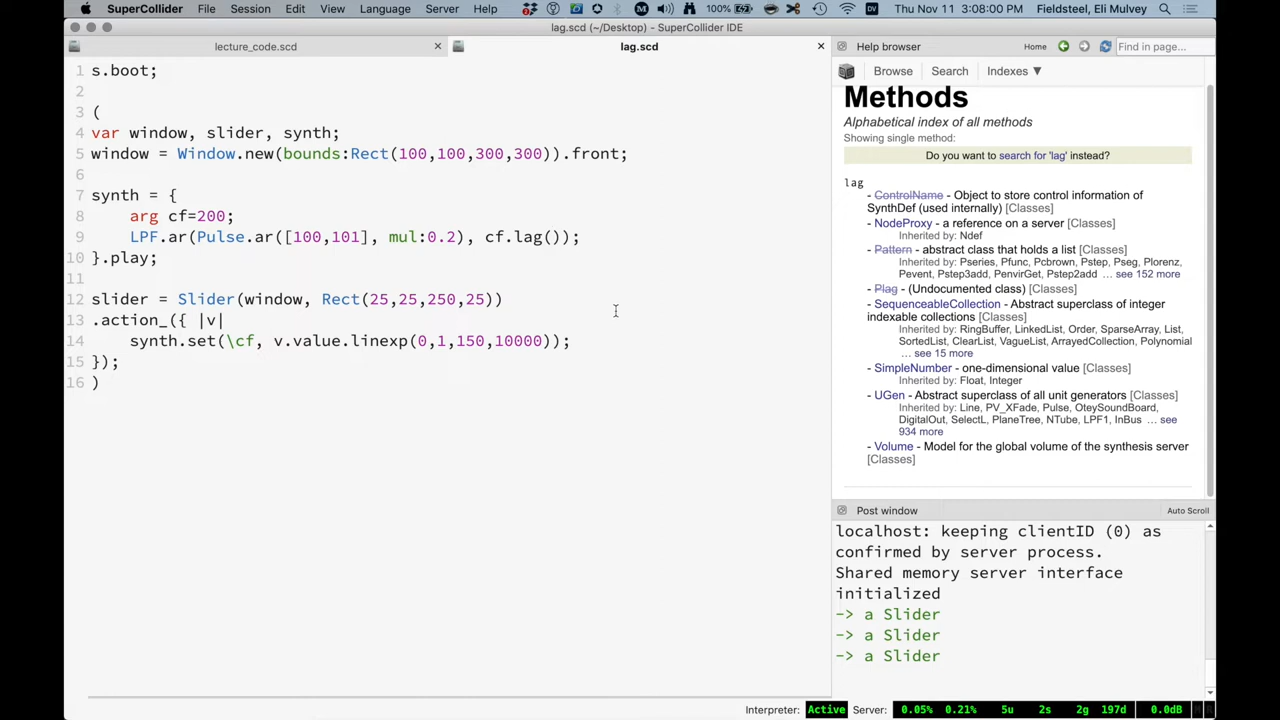 SuperCollider File Session Edit View Language Server Help 100% Thu Nov 11 3:08:00 PM Fieldsteel, Eli Mulvey
lag.scd (~/Desktop) - SuperCollider IDE
lecture_code.scd
lag.scd
1 s.boot;
2
3 (
4 var window, slider, synth;
5 window = Window.new(bounds:Rect(100,100,300,300)).front;
6
7 synth = {
8 arg cf=200;
9 LPF.ar(Pulse.ar([100,101], mul:0.2), cf.lag());
10 }.play;
11
12 slider = Slider(window, Rect(25,25,250,25))
13 .action_({ |v|
14 synth.set(\cf, v.value.linexp(0,1,150,10000));
15 });
16 )
Help browser Home Find in page...
Browse Search Indexes ▼
Methods
Alphabetical index of all methods
Showing single method:
Do you want to search for 'lag' instead?
lag
- ControlName - Object to store control information of
SynthDef (used internally) [Classes]
- NodeProxy - a reference on a server [Classes]
Inherited by: Ndef
- Pattern - abstract class that holds a list [Classes]
Inherited by: Pseries, Pfunc, Pcbrown, Pstep, Pseg, Plorenz,
Pevent, Pstep3add, PenvirGet, Pstep2add ... see 152 more
- Plag - (Undocumented class) [Classes]
- SequenceableCollection - Abstract superclass of integer
indexable collections [Classes]
Inherited by: RingBuffer, LinkedList, Order, SparseArray, List,
SortedList, ClearList, VagueList, ArrayedCollection, Polynomial
... see 15 more
- SimpleNumber - one-dimensional value [Classes]
Inherited by: Float, Integer
- UGen - Abstract superclass of all unit generators [Classes]
Inherited by: Line, PV_XFade, Pulse, OteySoundBoard,
DigitalOut, SelectL, PlaneTree, NTube, LPF1, InBus ... see
934 more
- Volume - Model for the global volume of the synthesis server
[Classes]
Post window Auto Scroll
localhost: keeping clientID (0) as
confirmed by server process.
Shared memory server interface
initialized
-> a Slider
-> a Slider
-> a Slider
Interpreter: Active Server: 0.05% 0.21% 5u 2s 2g 197d 0.0dB M R